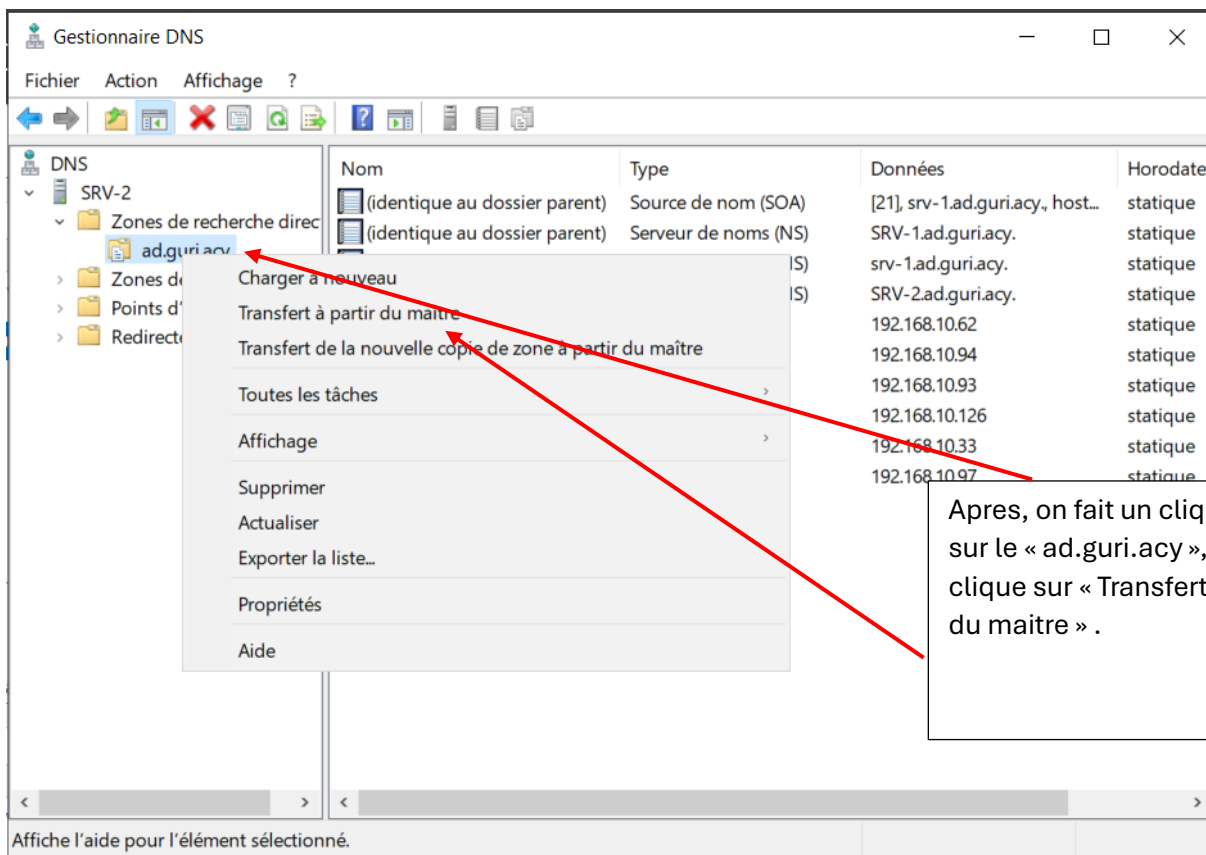 Gestionnaire DNS
Fichier Action Affichage ?
DNS
SRV-2
Zones de recherche direc
ad.guri.acy
Zones de
Points d'
Redirecte
Nom Type Données Horodate
(identique au dossier parent) Source de nom (SOA) [21], srv-1.ad.guri.acy., host... statique
(identique au dossier parent) Serveur de noms (NS) SRV-1.ad.guri.acy. statique
IS) srv-1.ad.guri.acy. statique
IS) SRV-2.ad.guri.acy. statique
192.168.10.62 statique
192.168.10.94 statique
192.168.10.93 statique
192.168.10.126 statique
192.168.10.33 statique
192.168.10.97 statique
Charger à nouveau
Transfert à partir du maître
Transfert de la nouvelle copie de zone à partir du maître
Toutes les tâches
Affichage
Supprimer
Actualiser
Exporter la liste...
Propriétés
Aide
Apres, on fait un cliq
sur le « ad.guri.acy »,
clique sur « Transfert
du maitre » .
Affiche l'aide pour l'élément sélectionné.